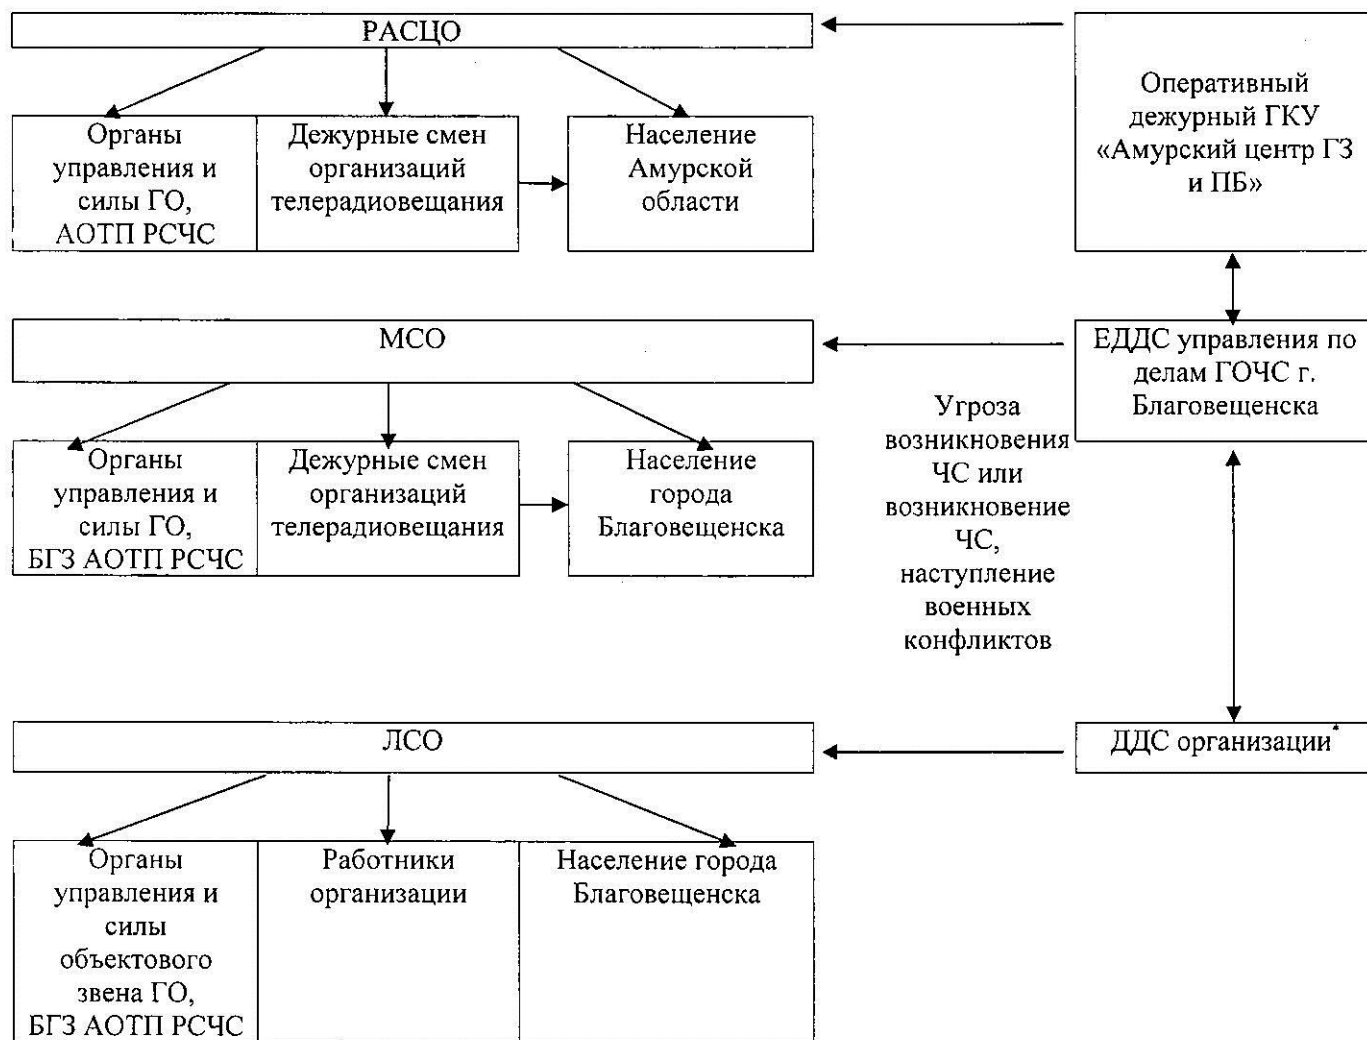 РАСЦО
Оперативный
дежурный ГКУ
«Амурский центр ГЗ
и ПБ»
Органы
управления и
силы ГО,
АОТП РСЧС
Дежурные смен
организаций
телерадиовещания
Население
Амурской
области
МСО
ЕДДС управления по
делам ГОЧС г.
Благовещенска
Угроза
возникновения
ЧС или
возникновение
ЧС,
наступление
военных
конфликтов
Органы
управления и
силы ГО,
БГЗ АОТП РСЧС
Дежурные смен
организаций
телерадиовещания
Население
города
Благовещенска
ЛСО
ДДС организации*
Органы
управления и
силы
объектового
звена ГО,
БГЗ АОТП РСЧС
Работники
организации
Население города
Благовещенска